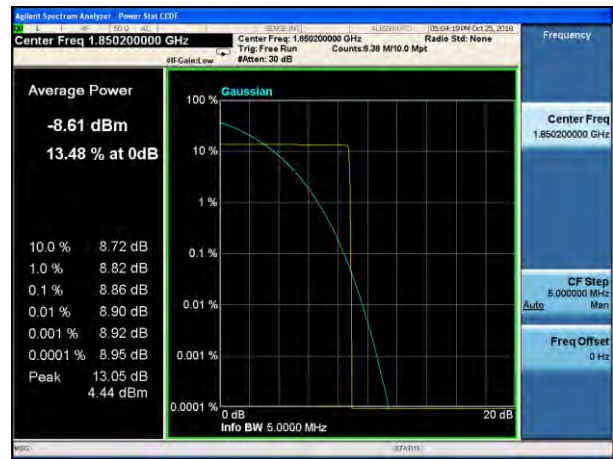 Agilent Spectrum Analyzer - Power Stat CCDF
L RF 50 Ω AC SENSE:INT ALIGN AUTO 05:04:19 PM Oct 25, 2016
Center Freq 1.850200000 GHz
Center Freq: 1.850200000 GHz Radio Std: None
Trig: Free Run Counts:5.38 M/10.0 Mpt
#IFGain:Low #Atten: 30 dB
Frequency
Average Power
-8.61 dBm
13.48 % at 0dB
10.0 % 8.72 dB
1.0 % 8.82 dB
0.1 % 8.86 dB
0.01 % 8.90 dB
0.001 % 8.92 dB
0.0001 % 8.95 dB
Peak 13.05 dB
4.44 dBm
Gaussian
100 %
10 %
1 %
0.1 %
0.01 %
0.001 %
0.0001 %
0 dB 20 dB
Info BW 5.0000 MHz
Center Freq
1.850200000 GHz
CF Step
5.000000 MHz
Auto Man
Freq Offset
0 Hz
MSG STATUS